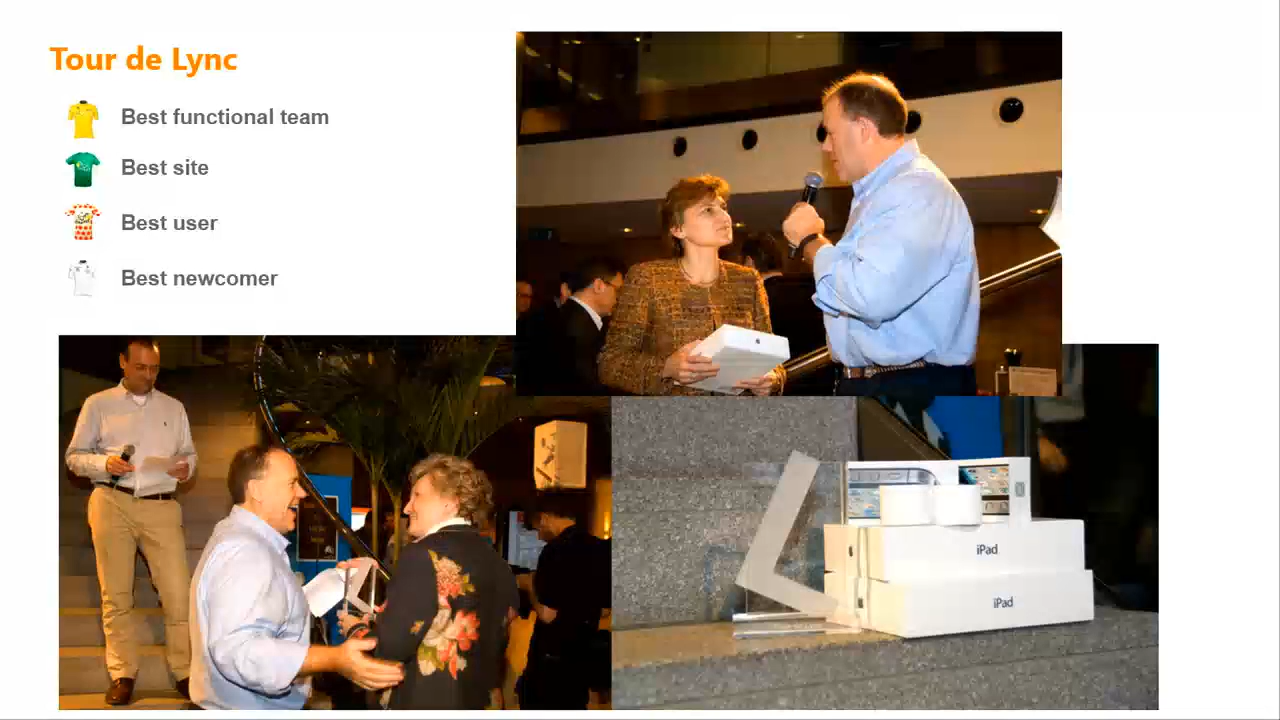 Tour de Lync
Best functional team
Best site
Best user
Best newcomer
iPad
iPad